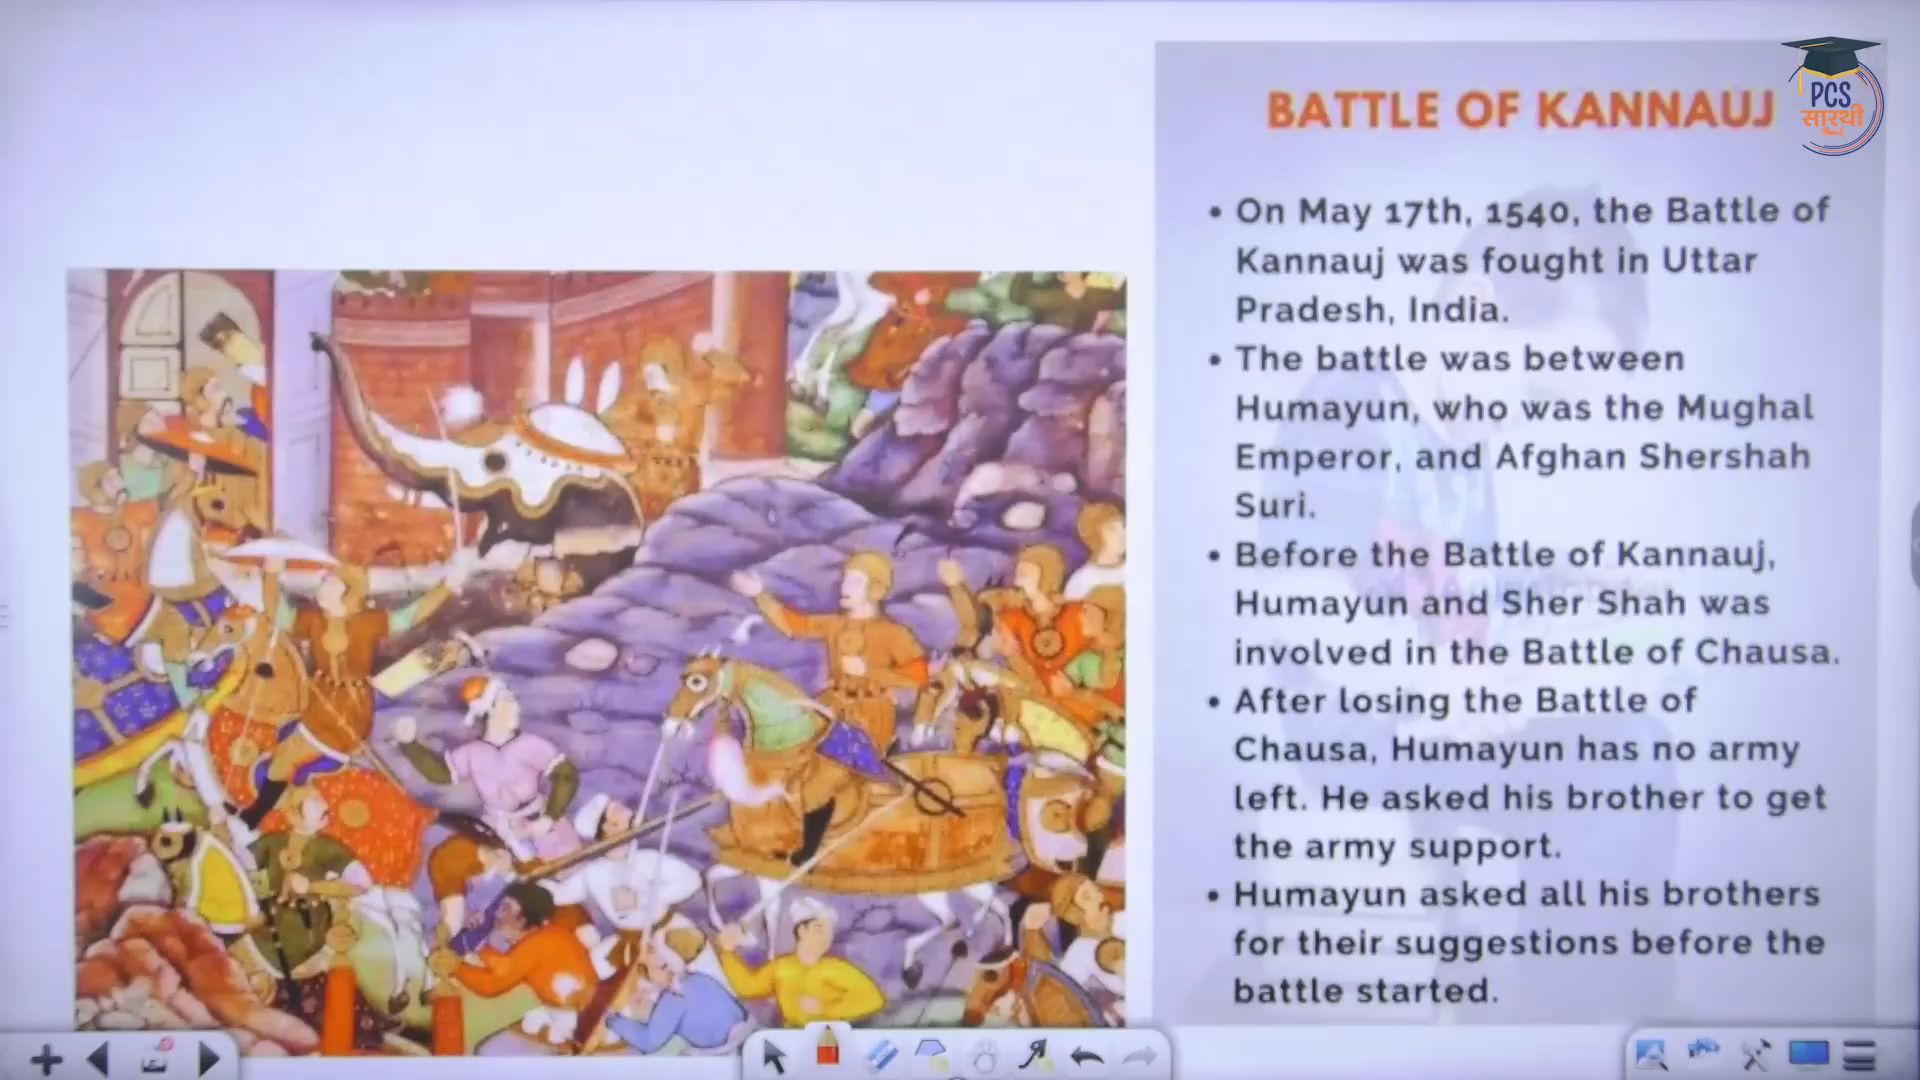 BATTLE OF KANNAUJ
PCS
सारथी
• On May 17th, 1540, the Battle of
Kannauj was fought in Uttar
Pradesh, India.
• The battle was between
Humayun, who was the Mughal
Emperor, and Afghan Shershah
Suri.
• Before the Battle of Kannauj,
Humayun and Sher Shah was
involved in the Battle of Chausa.
• After losing the Battle of
Chausa, Humayun has no army
left. He asked his brother to get
the army support.
• Humayun asked all his brothers
for their suggestions before the
battle started.